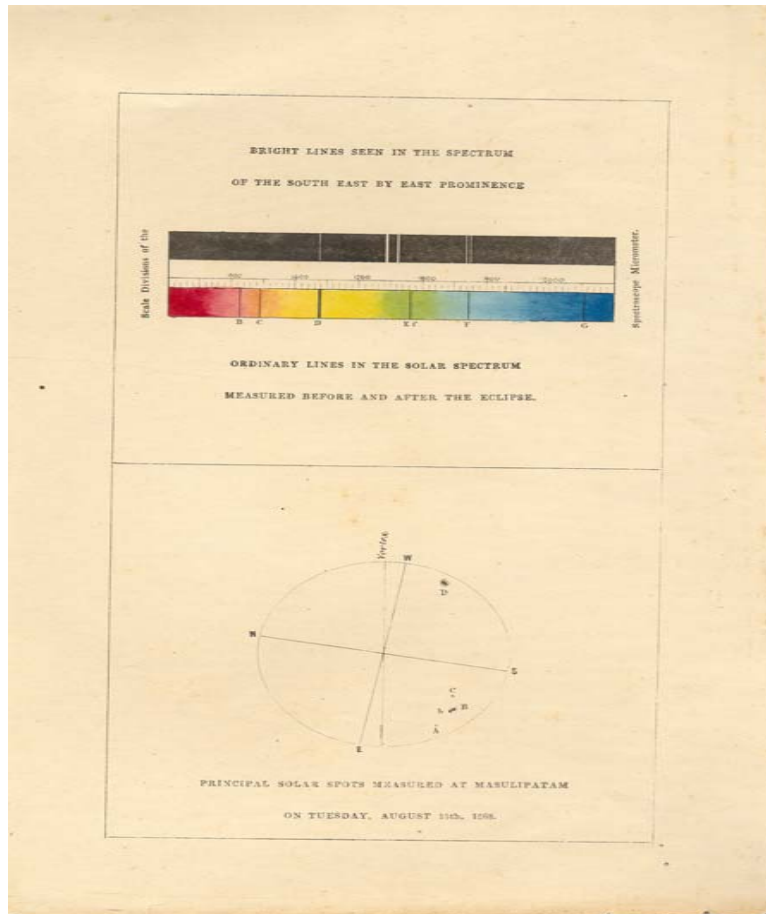 BRIGHT LINES SEEN IN THE SPECTRUM
OF THE SOUTH EAST BY EAST PROMINENCE
Scale Divisions of the
Spectroscope Micrometer.
B C D E F G
ORDINARY LINES IN THE SOLAR SPECTRUM
MEASURED BEFORE AND AFTER THE ECLIPSE.
Vertex
W
D
N
S
C
b B
A
E
PRINCIPAL SOLAR SPOTS MEASURED AT MASULIPATAM
ON TUESDAY, AUGUST